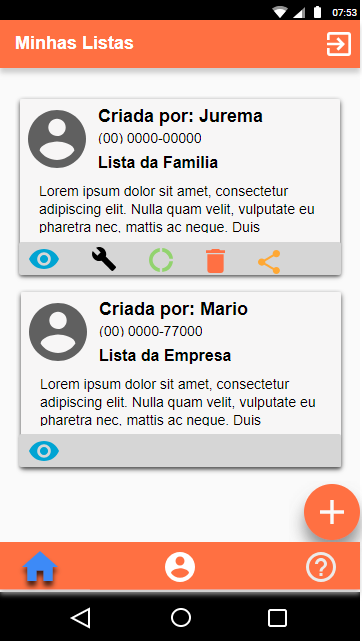 07:53
Minhas Listas
Criada por: Jurema
(00) 0000-00000
Lista da Familia
Lorem ipsum dolor sit amet, consectetur
adipiscing elit. Nulla quam velit, vulputate eu
pharetra nec, mattis ac neque. Duis
Criada por: Mario
(00) 0000-77000
Lista da Empresa
Lorem ipsum dolor sit amet, consectetur
adipiscing elit. Nulla quam velit, vulputate eu
pharetra nec, mattis ac neque. Duis